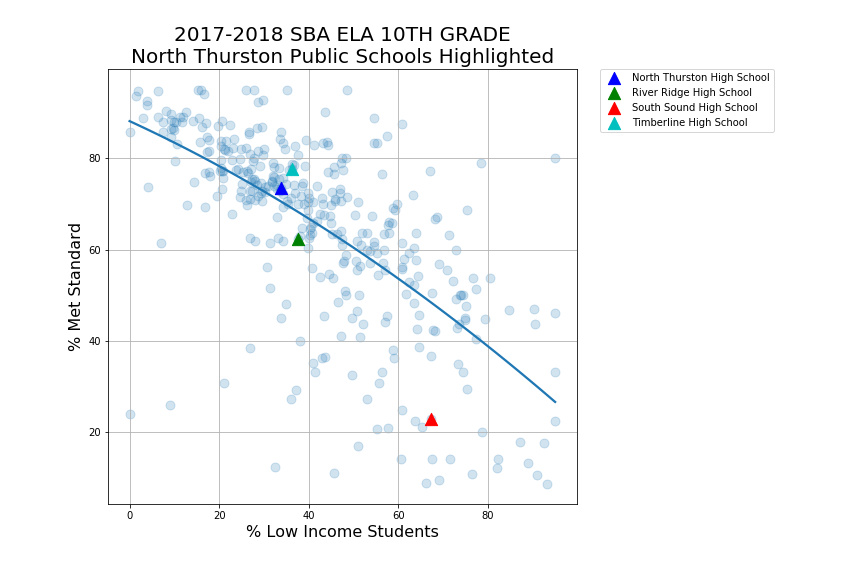 2017-2018 SBA ELA 10TH GRADE
North Thurston Public Schools Highlighted
North Thurston High School
River Ridge High School
South Sound High School
Timberline High School
% Met Standard
80
60
40
20
0 20 40 60 80
% Low Income Students